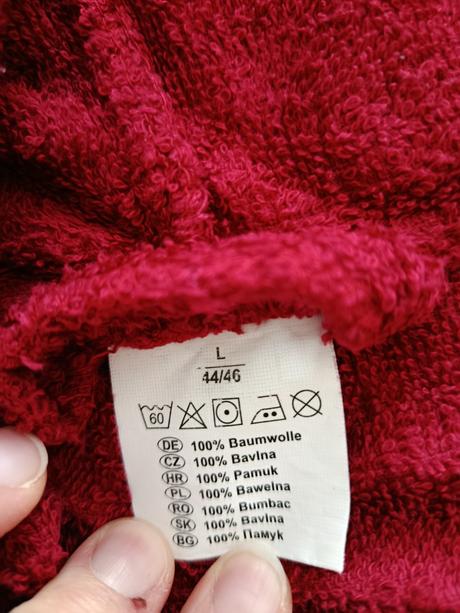 L
44/46
60
DE 100% Baumwolle
CZ 100% Bavlna
HR 100% Pamuk
PL 100% Bawełna
RO 100% Bumbac
SK 100% Bavlna
BG 100% Памук